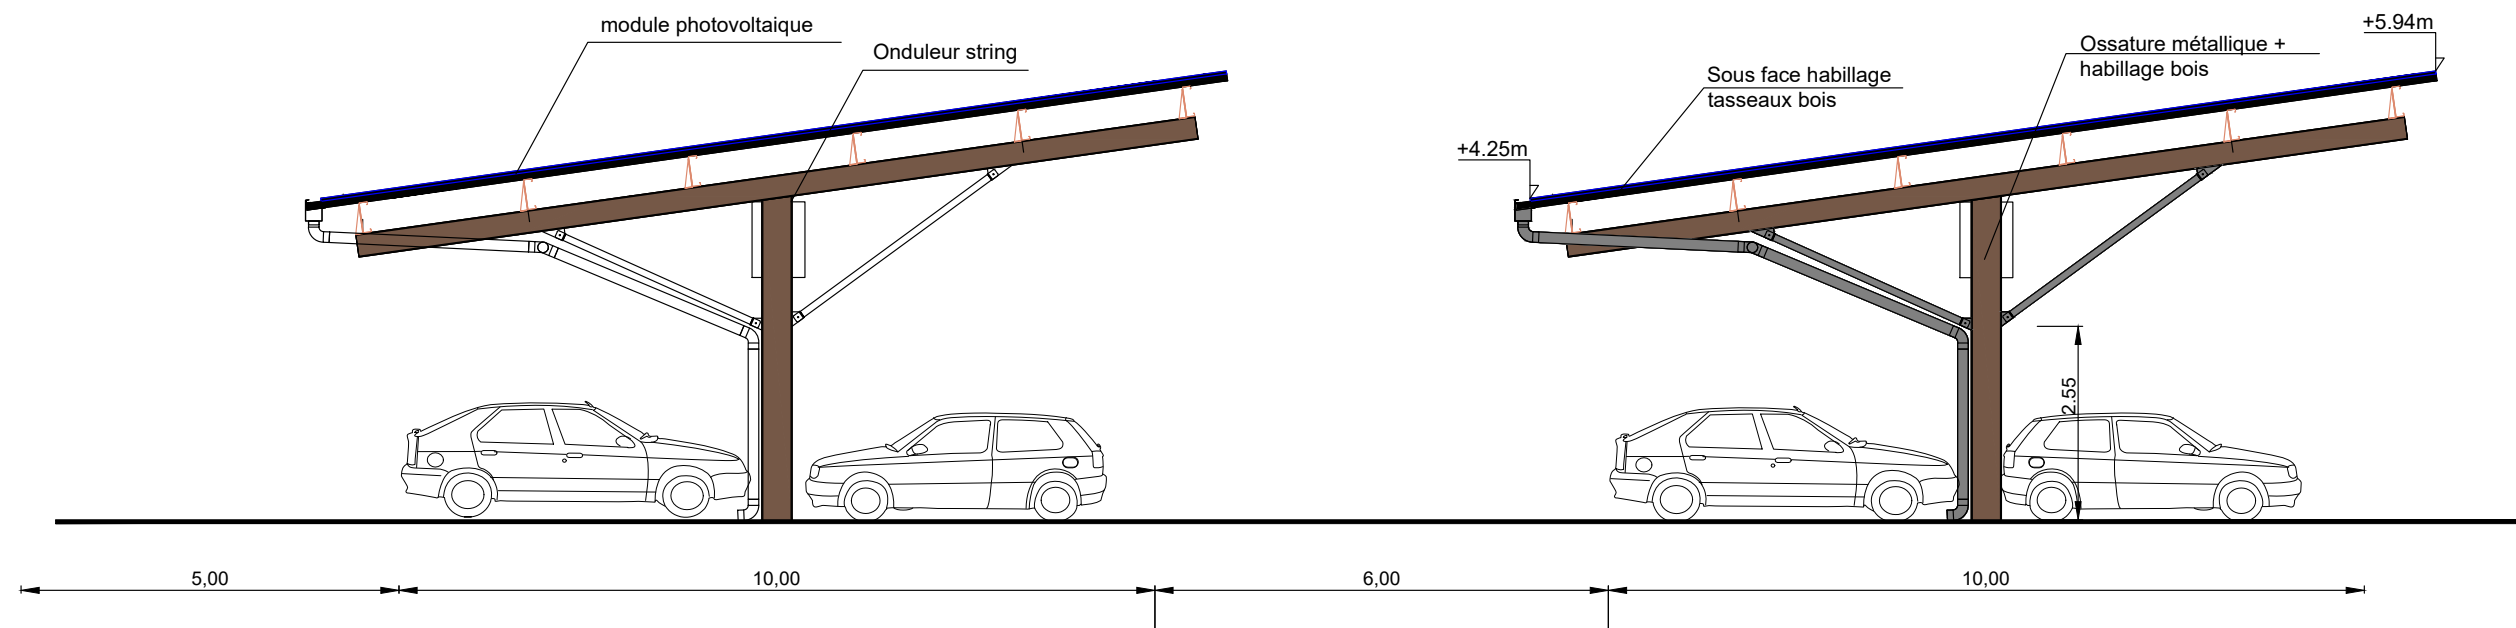 module photovoltaique
Onduleur string
Sous face habillage
tasseaux bois
Ossature métallique +
habillage bois
+5.94m
+4.25m
2.55
5,00
10,00
6,00
10,00